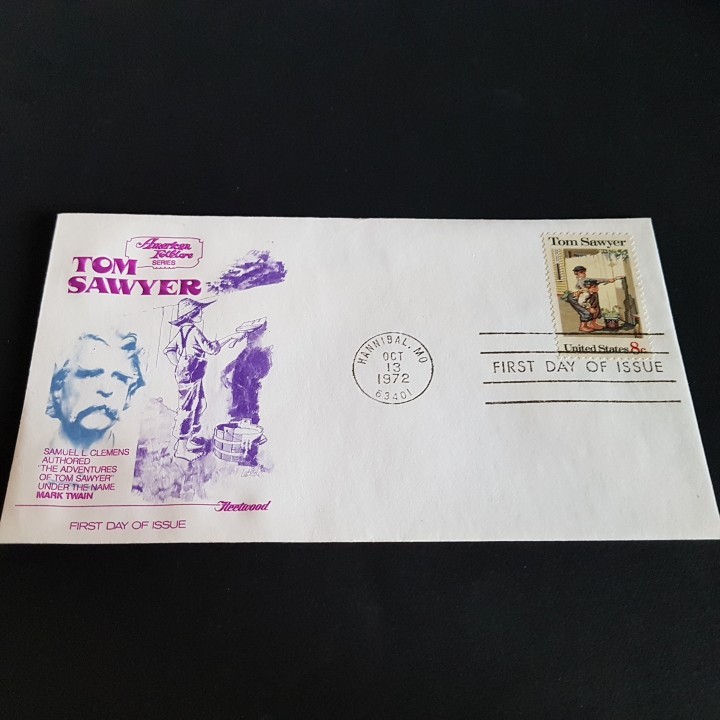 American
Folklore
SERIES
TOM
SAWYER
SAMUEL L. CLEMENS
AUTHORED
"THE ADVENTURES
OF TOM SAWYER"
UNDER THE NAME
MARK TWAIN
Fleetwood
FIRST DAY OF ISSUE
HANNIBAL, MO
OCT
13
1972
63401
Tom Sawyer
United States 8c
FIRST DAY OF ISSUE